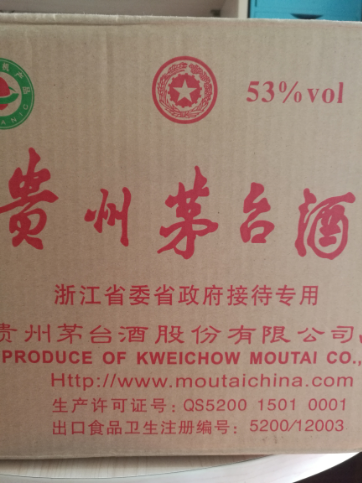 53%vol
贵州茅台酒
浙江省委省政府接待专用
贵州茅台酒股份有限公司
PRODUCE OF KWEICHOW MOUTAI CO.,
Http://www.moutaichina.com
生产许可证号: QS5200 1501 0001
出口食品卫生注册编号: 5200/12003